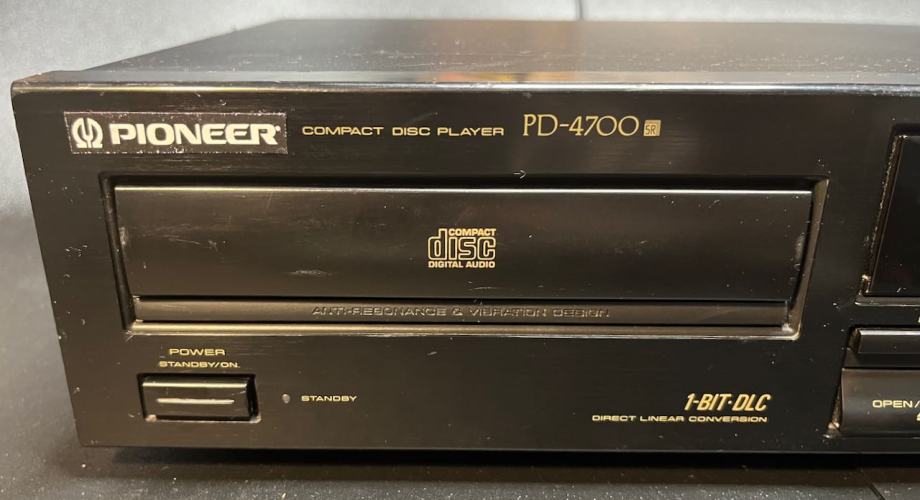 PIONEER COMPACT DISC PLAYER PD-4700 SR
COMPACT
disc
DIGITAL AUDIO
ANTI-RESONANCE & VIBRATION DESIGN
POWER
STANDBY/ON
STANDBY
1-BIT·DLC
DIRECT LINEAR CONVERSION
OPEN/